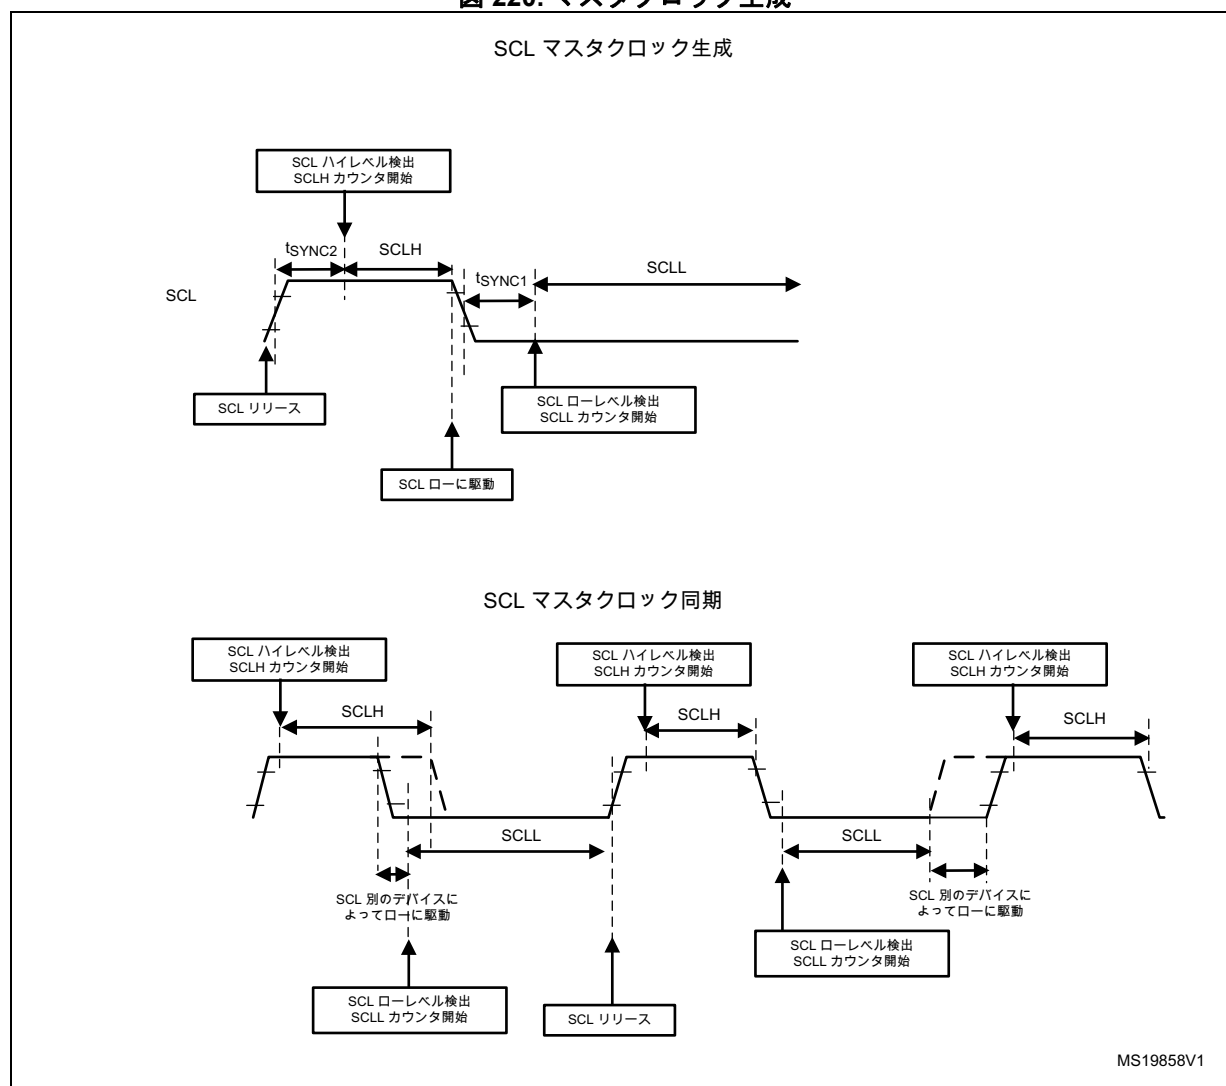 図 220. マスタクロック生成
SCL マスタクロック生成
SCL ハイレベル検出
SCLH カウンタ開始
tSYNC2
SCLH
tSYNC1
SCLL
SCL
SCL リリース
SCL ローレベル検出
SCLL カウンタ開始
SCL ローに駆動
SCL マスタクロック同期
SCL ハイレベル検出
SCLH カウンタ開始
SCL ハイレベル検出
SCLH カウンタ開始
SCL ハイレベル検出
SCLH カウンタ開始
SCLH
SCLH
SCLH
SCLL
SCLL
SCL 別のデバイスに
よってローに駆動
SCL 別のデバイスに
よってローに駆動
SCL ローレベル検出
SCLL カウンタ開始
SCL ローレベル検出
SCLL カウンタ開始
SCL リリース
MS19858V1